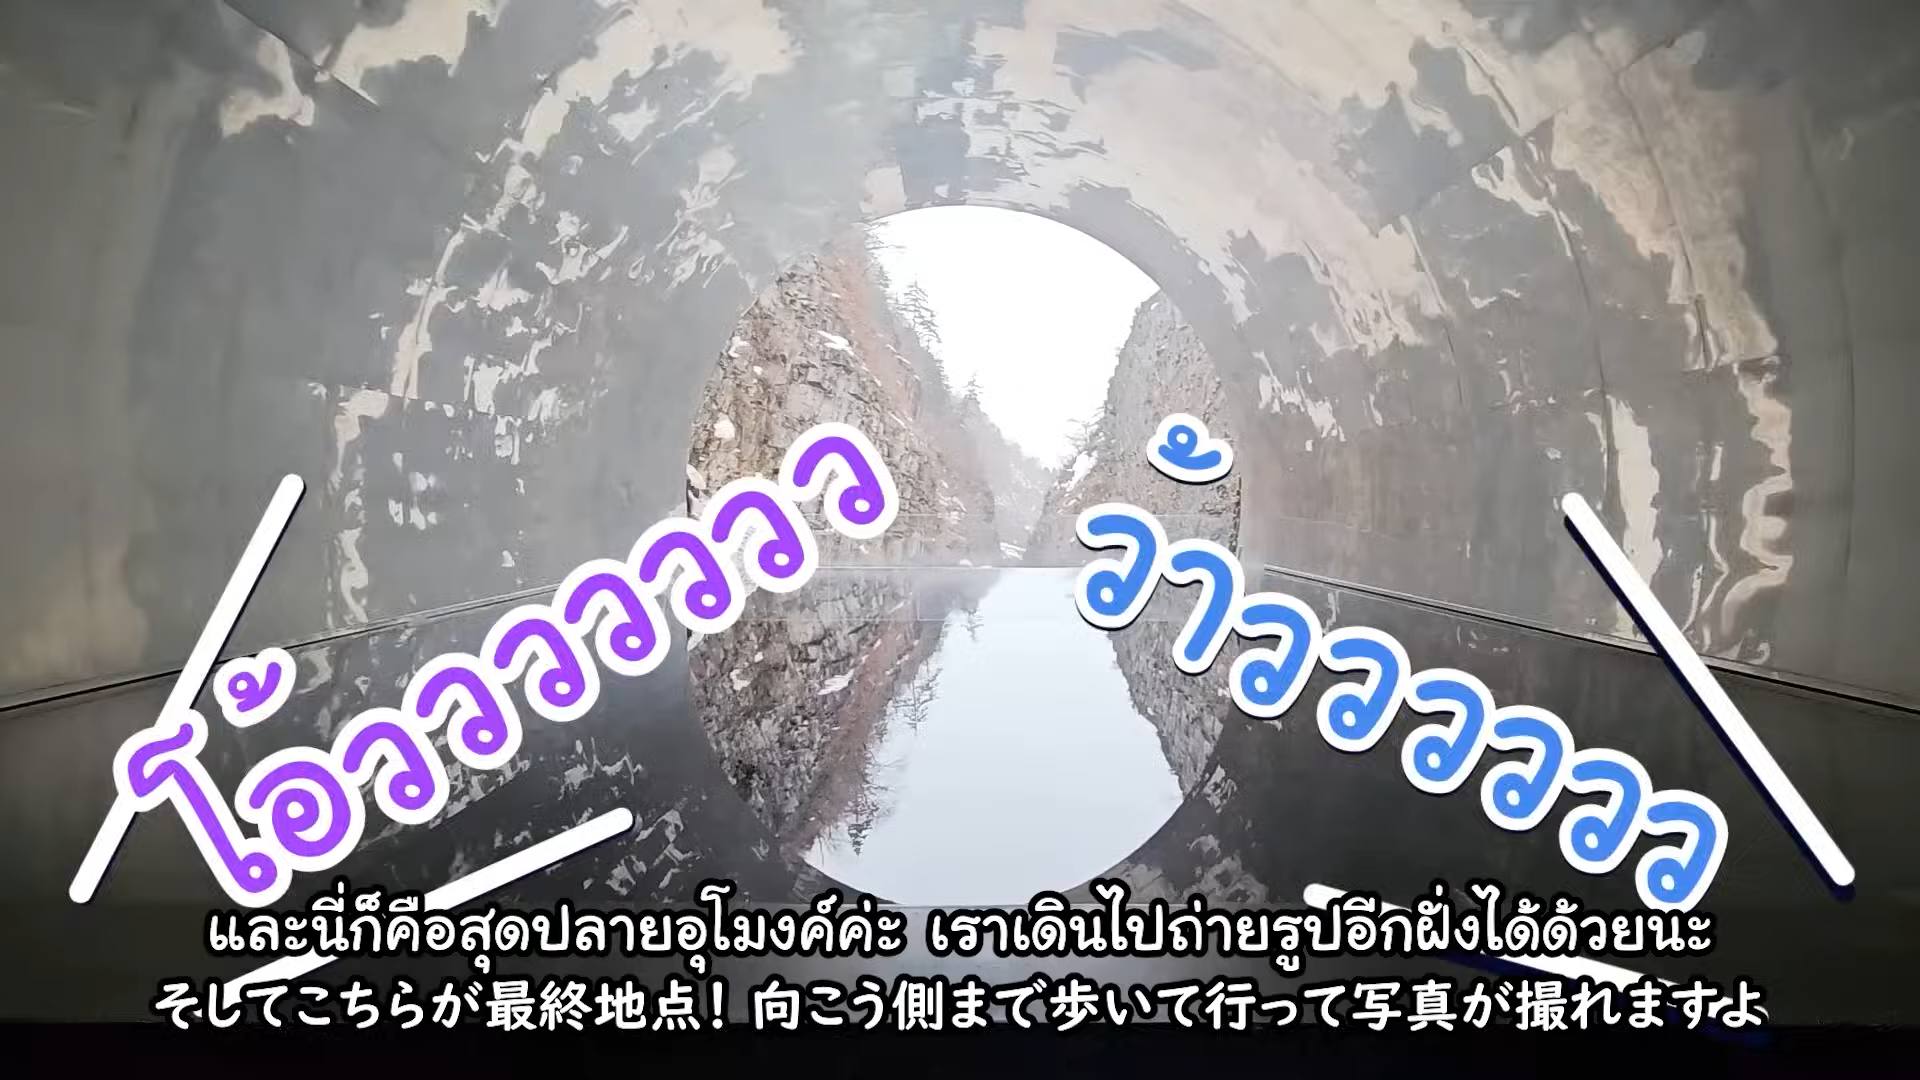 โอ้ววววววว
ว้าวววววว
และนี่ก็คือสุดปลายอุโมงค์ค่ะ เราเดินไปถ่ายรูปอีกฝั่งได้ด้วยนะ
そしてこちらが最終地点！向こう側まで歩いて行って写真が撮れますよ